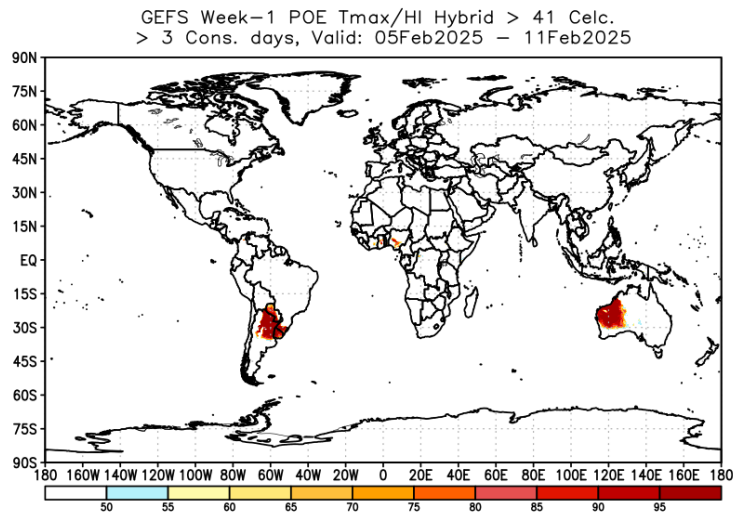 GEFS Week-1 POE Tmax/HI Hybrid > 41 Celc.
> 3 Cons. days, Valid: 05Feb2025 - 11Feb2025
90N
75N
60N
45N
30N
15N
EQ
15S
30S
45S
60S
75S
90S
180 160W 140W 120W 100W 80W 60W 40W 20W 0 20E 40E 60E 80E 100E 120E 140E 160E 180
50 55 60 65 70 75 80 85 90 95